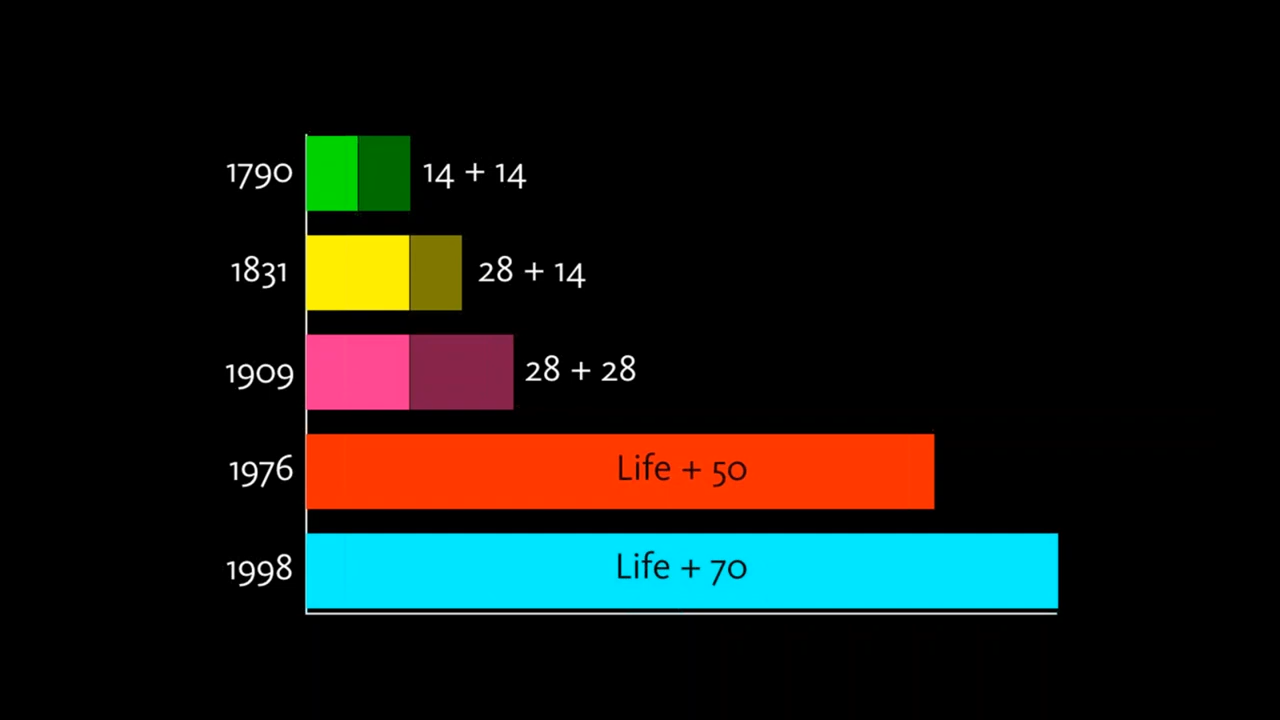 1790 14 + 14
1831 28 + 14
1909 28 + 28
1976 Life + 50
1998 Life + 70